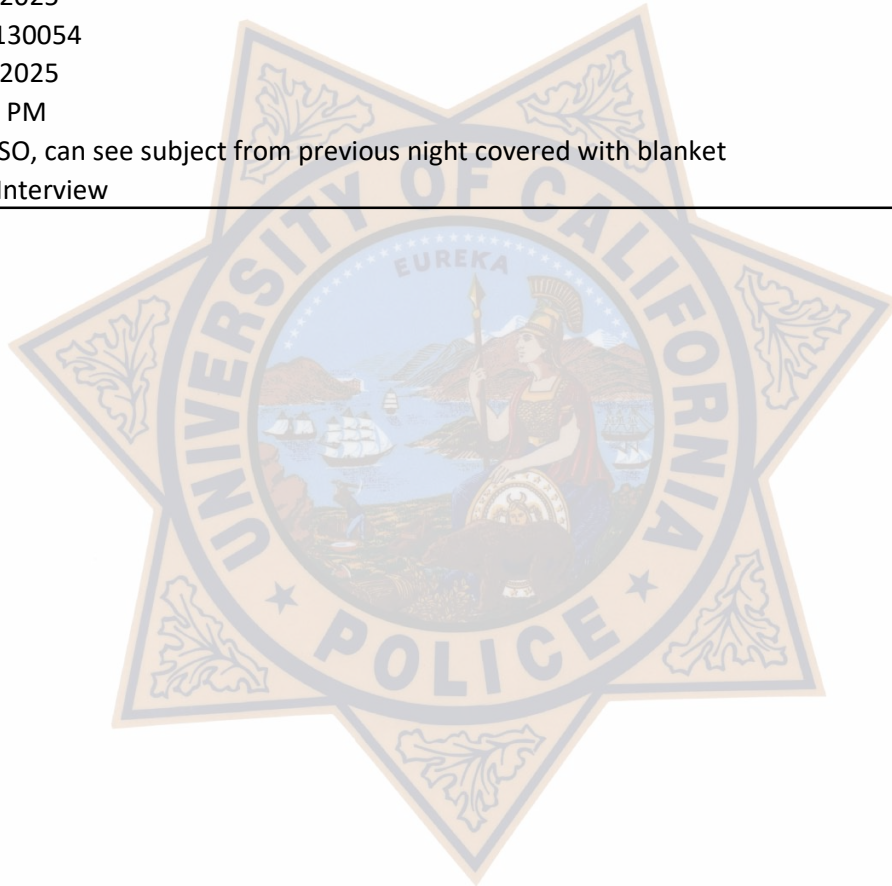 2025
130054
2025
PM
SO, can see subject from previous night covered with blanket
Interview
EUREKA
UNIVERSITY OF CALIFORNIA
POLICE